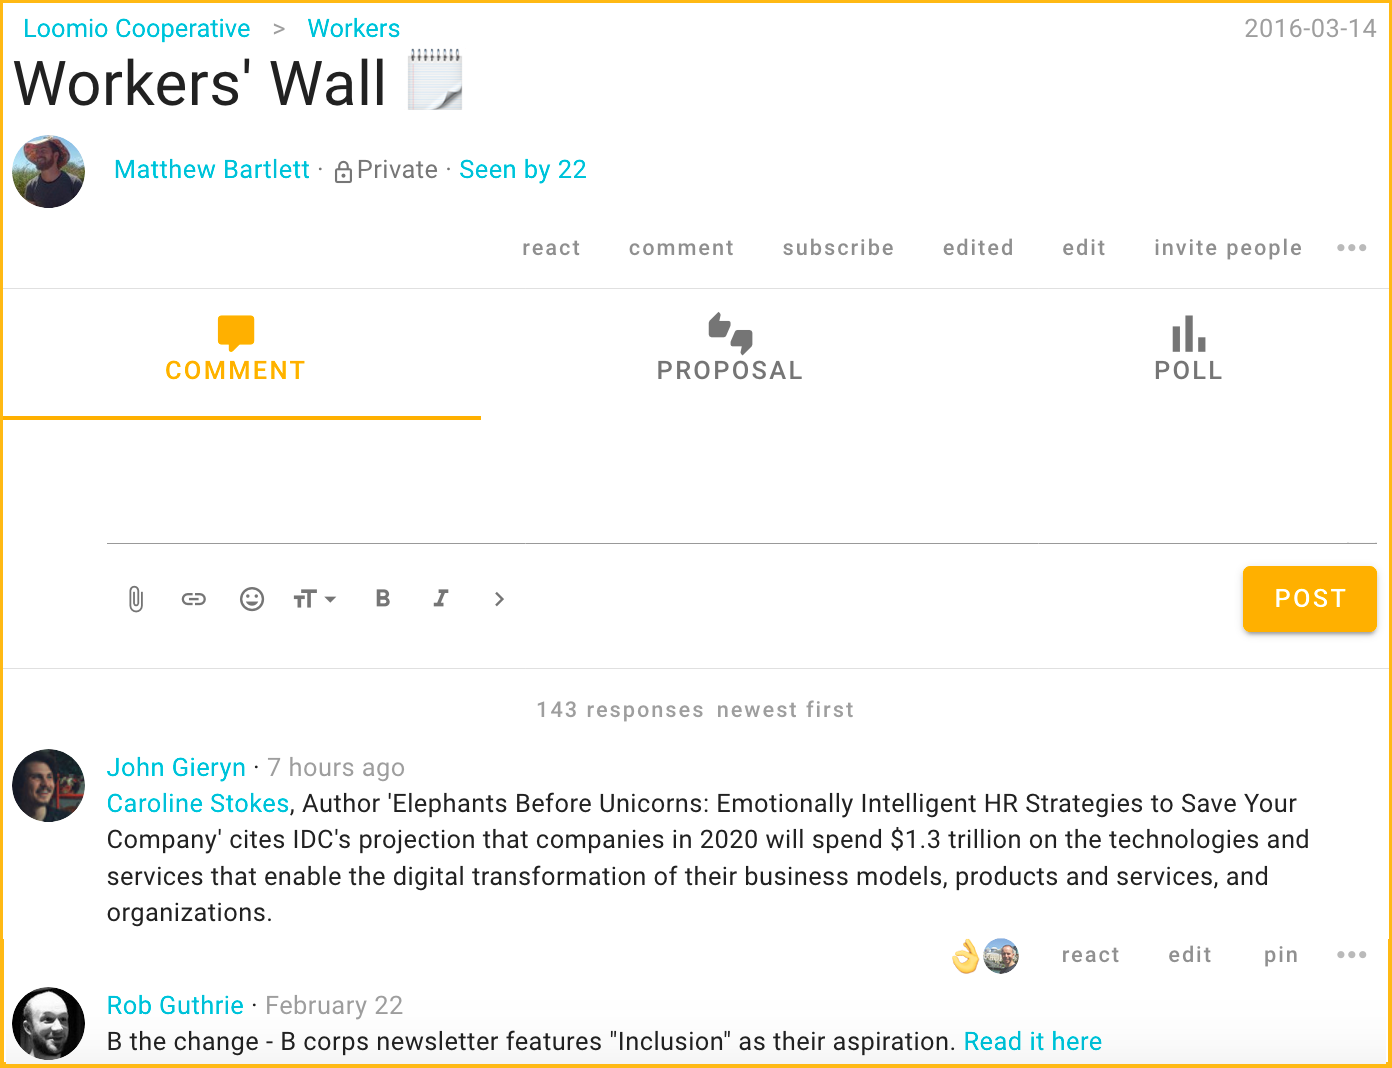 Loomio Cooperative > Workers 2016-03-14
Workers' Wall
Matthew Bartlett · Private · Seen by 22
react comment subscribe edited edit invite people
COMMENT PROPOSAL POLL
B I
POST
143 responses newest first
John Gieryn · 7 hours ago
Caroline Stokes, Author 'Elephants Before Unicorns: Emotionally Intelligent HR Strategies to Save Your
Company' cites IDC's projection that companies in 2020 will spend $1.3 trillion on the technologies and
services that enable the digital transformation of their business models, products and services, and
organizations.
react edit pin
Rob Guthrie · February 22
B the change - B corps newsletter features "Inclusion" as their aspiration. Read it here